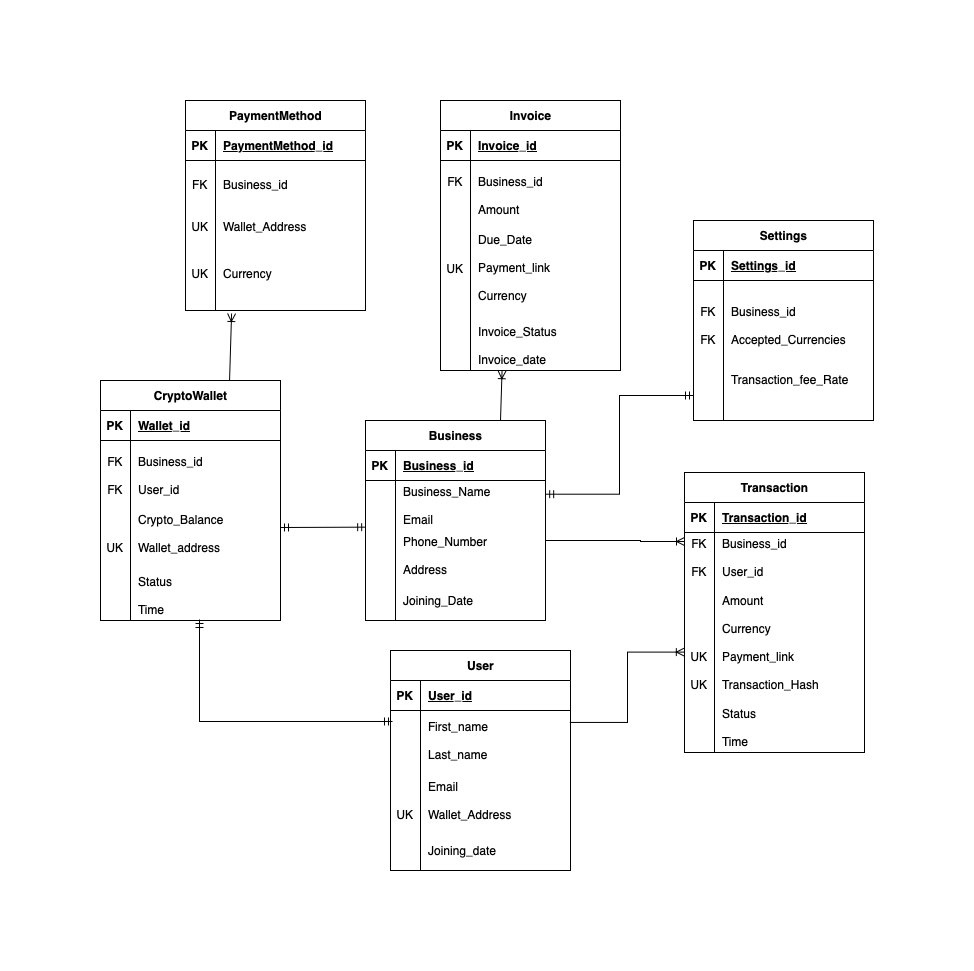 PaymentMethod
PK PaymentMethod_id
FK Business_id
UK Wallet_Address
UK Currency
Invoice
PK Invoice_id
FK Business_id
Amount
Due_Date
UK Payment_link
Currency
Invoice_Status
Invoice_date
Settings
PK Settings_id
FK Business_id
FK Accepted_Currencies
Transaction_fee_Rate
CryptoWallet
PK Wallet_id
FK Business_id
FK User_id
Crypto_Balance
UK Wallet_address
Status
Time
Business
PK Business_id
Business_Name
Email
Phone_Number
Address
Joining_Date
Transaction
PK Transaction_id
FK Business_id
FK User_id
Amount
Currency
UK Payment_link
UK Transaction_Hash
Status
Time
User
PK User_id
First_name
Last_name
Email
UK Wallet_Address
Joining_date